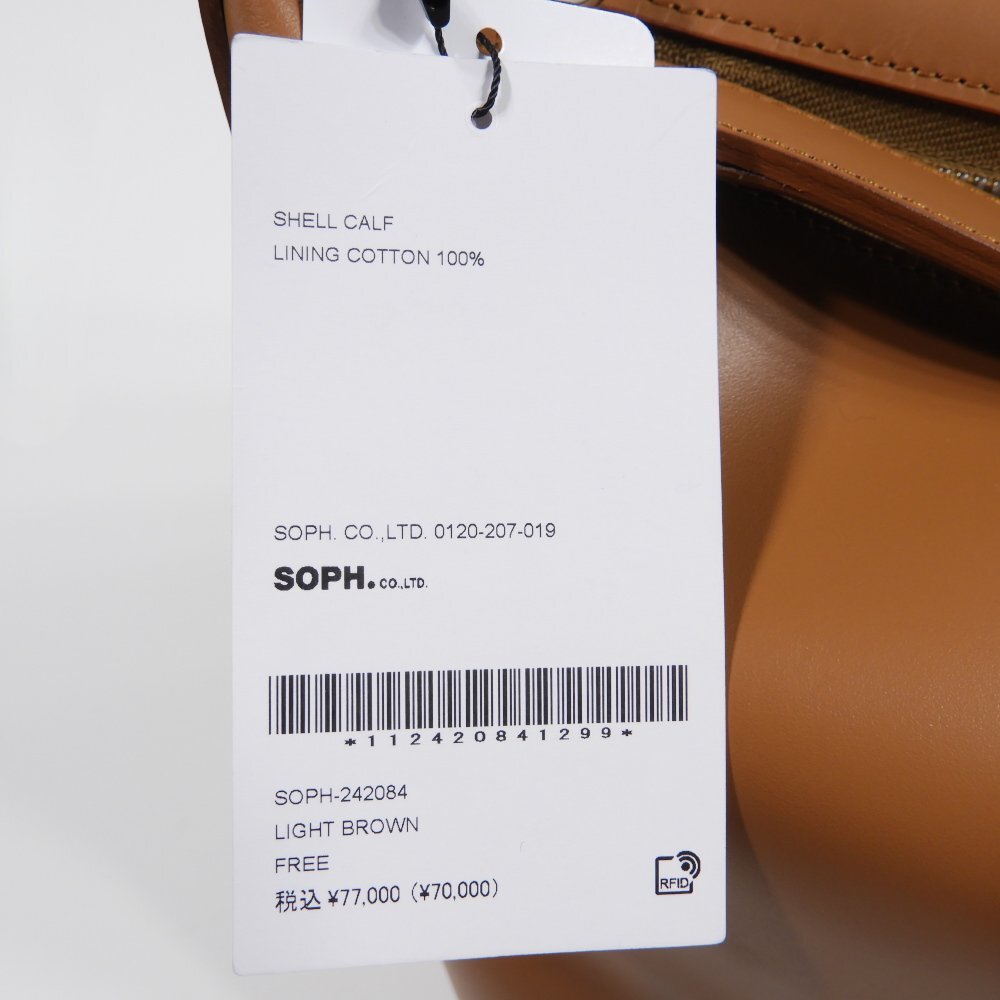 SHELL CALF
LINING COTTON 100%
SOPH. CO.,LTD. 0120-207-019
SOPH. CO.,LTD.
*112420841299*
SOPH-242084
LIGHT BROWN
FREE
税込 ¥77,000 (¥70,000)
RFID